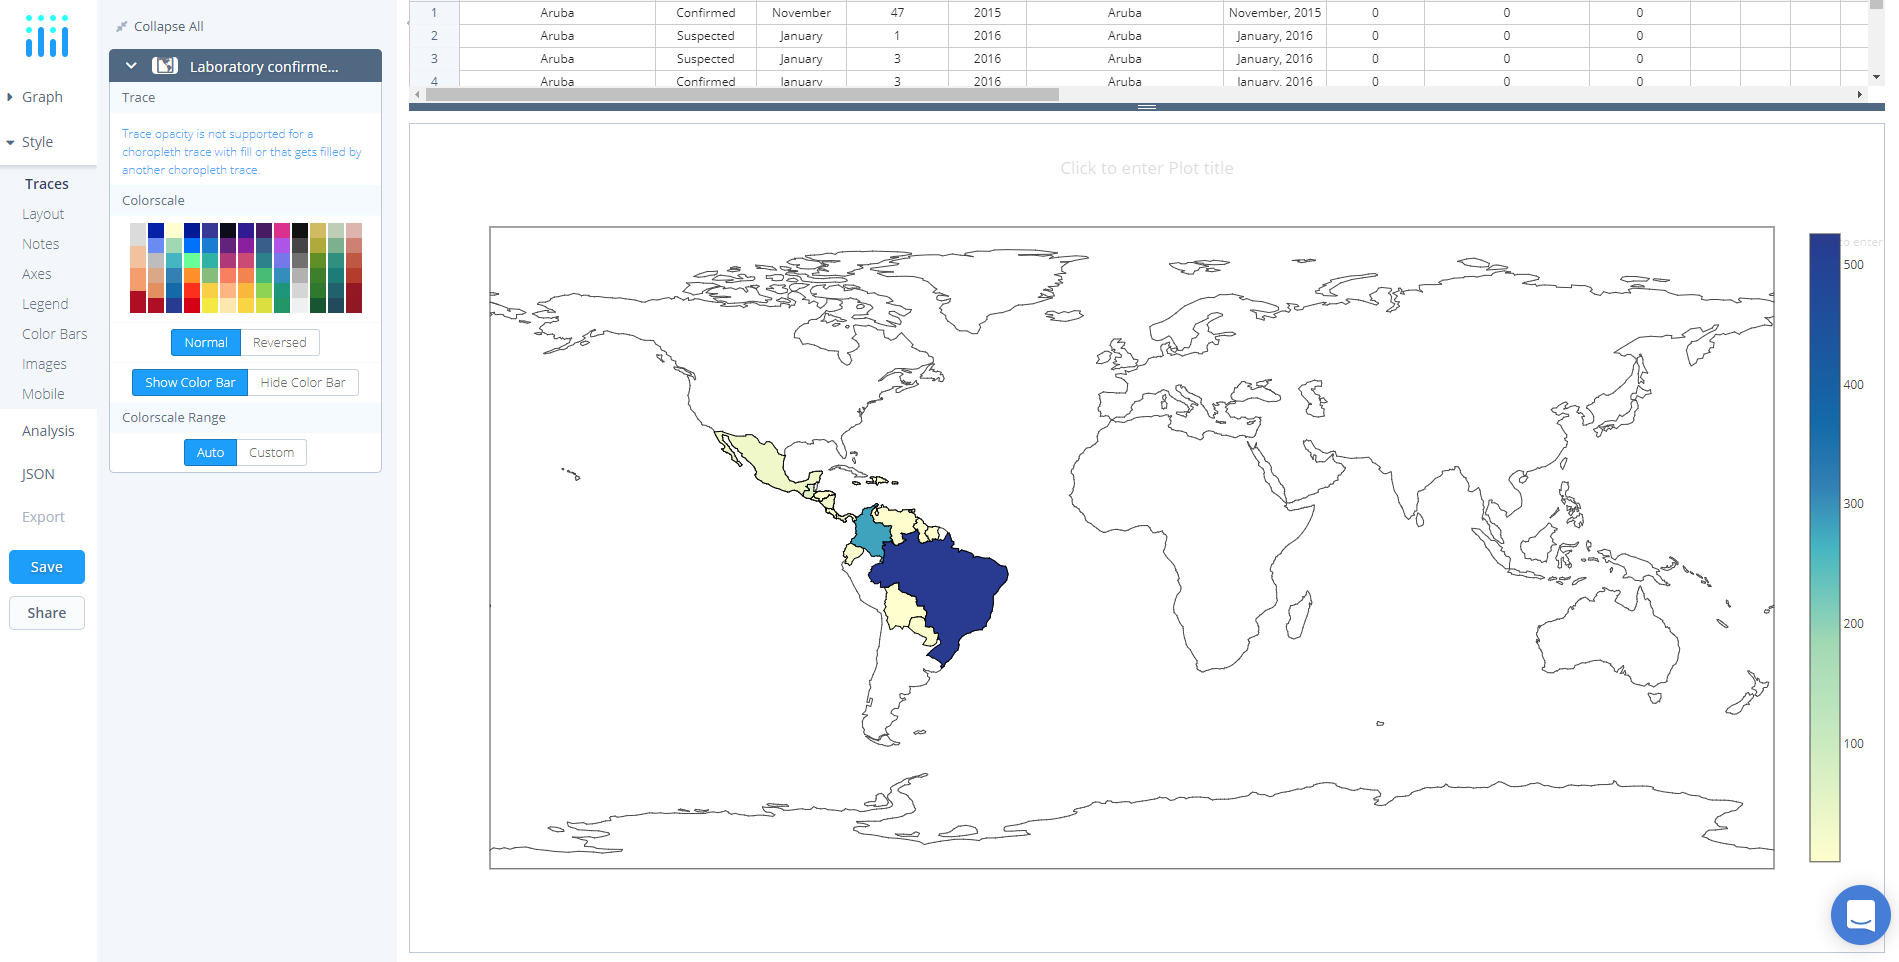 Graph
Style
Traces
Layout
Notes
Axes
Legend
Color Bars
Images
Mobile
Analysis
JSON
Export
Save
Share
Collapse All
Laboratory confirme...
Trace
Trace opacity is not supported for a
choropleth trace with fill or that gets filled by
another choropleth trace.
Colorscale
Normal Reversed
Show Color Bar Hide Color Bar
Colorscale Range
Auto Custom
1 Aruba Confirmed November 47 2015 Aruba November, 2015 0 0 0
2 Aruba Suspected January 1 2016 Aruba January, 2016 0 0 0
3 Aruba Suspected January 3 2016 Aruba January, 2016 0 0 0
4 Aruba Confirmed January 3 2016 Aruba January, 2016 0 0 0
Click to enter Plot title
to enter
500
400
300
200
100